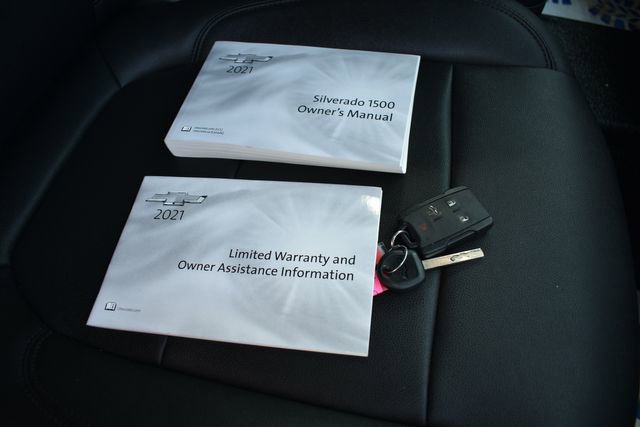 2021
Silverado 1500
Owner's Manual
2021
Limited Warranty and
Owner Assistance Information